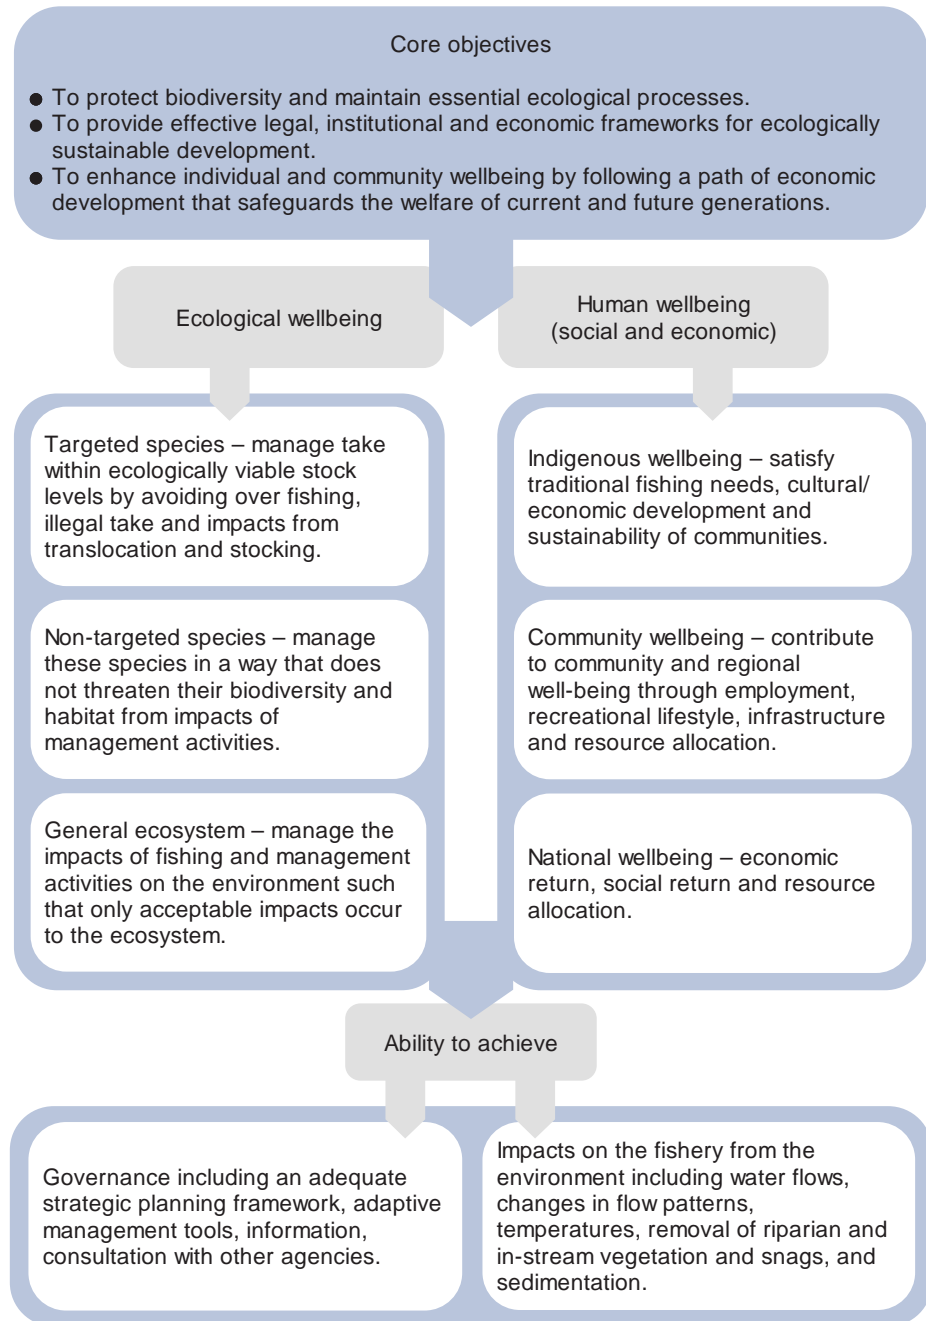 Core objectives
● To protect biodiversity and maintain essential ecological processes.
● To provide effective legal, institutional and economic frameworks for ecologically
sustainable development.
● To enhance individual and community wellbeing by following a path of economic
development that safeguards the welfare of current and future generations.
Ecological wellbeing
Human wellbeing
(social and economic)
Targeted species – manage take
within ecologically viable stock
levels by avoiding over fishing,
illegal take and impacts from
translocation and stocking.
Non-targeted species – manage
these species in a way that does
not threaten their biodiversity and
habitat from impacts of
management activities.
General ecosystem – manage the
impacts of fishing and management
activities on the environment such
that only acceptable impacts occur
to the ecosystem.
Indigenous wellbeing – satisfy
traditional fishing needs, cultural/
economic development and
sustainability of communities.
Community wellbeing – contribute
to community and regional
well-being through employment,
recreational lifestyle, infrastructure
and resource allocation.
National wellbeing – economic
return, social return and resource
allocation.
Ability to achieve
Governance including an adequate
strategic planning framework, adaptive
management tools, information,
consultation with other agencies.
Impacts on the fishery from the
environment including water flows,
changes in flow patterns,
temperatures, removal of riparian and
in-stream vegetation and snags, and
sedimentation.